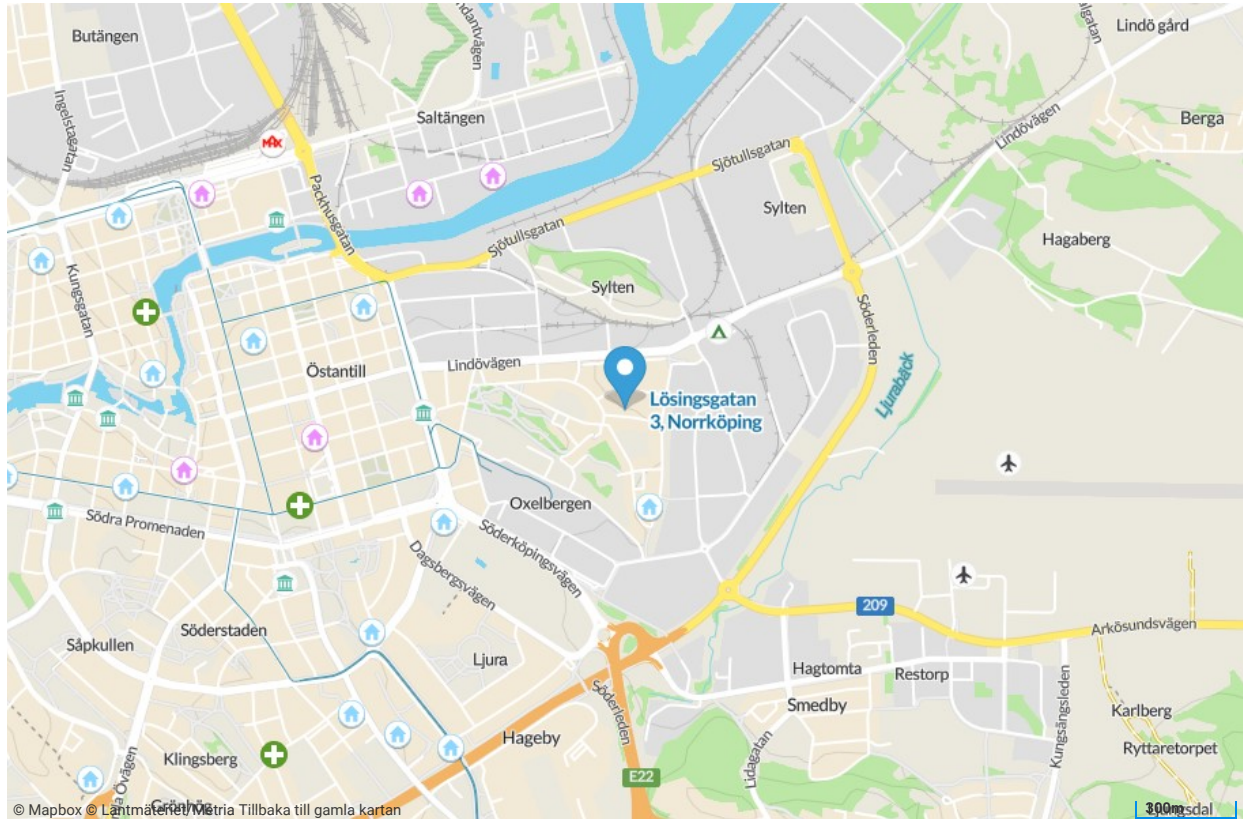 Butängen
Lindö gård
Ingelstagatan
Saltängen
MAX
Lindövägen
Berga
Sjötullsgatan
Packhusgatan
Sylten
Hagaberg
Sjötullsgatan
Kungsgatan
Sylten
Söderleden
Östantill
Lindövägen
Ljurabäck
Lösingsgatan
3, Norrköping
Oxelbergen
Södra Promenaden
Söderköpingsvägen
Dagsbergsvägen
209
Arkösundsvägen
Söderstaden
Såpkullen
Ljura
Hagtomta
Restorp
Smedby
Söderleden
Kungsängsleden
Karlberg
Hageby
Lidagatan
Ryttaretorpet
Klingsberg
E22
© Mapbox © Lantmäteriet/Metria Tillbaka till gamla kartan
300m